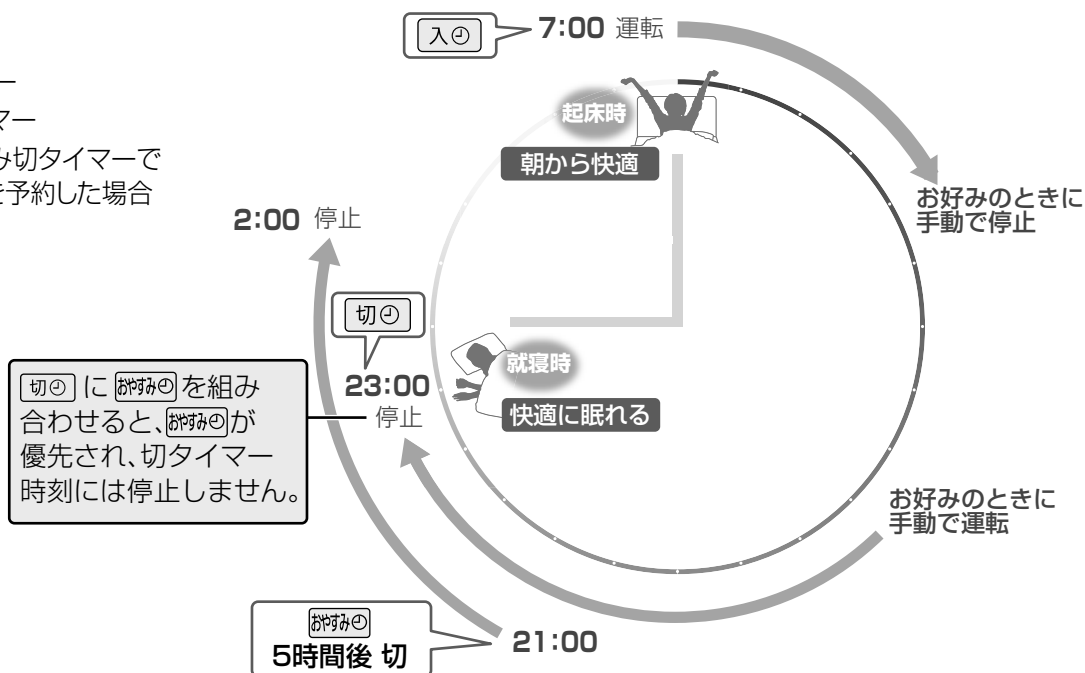 入
7:00 運転
ー
マー
み切タイマーで
を予約した場合
起床時
朝から快適
お好みのときに
手動で停止
2:00 停止
切
23:00
停止
就寝時
快適に眠れる
切 に おやすみ を組み
合わせると、おやすみ が
優先され、切タイマー
時刻には停止しません。
お好みのときに
手動で運転
おやすみ
5時間後 切
21:00